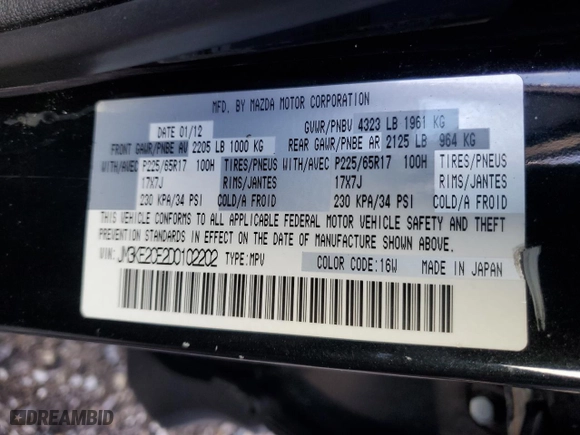 MFD. BY MAZDA MOTOR CORPORATION
DATE 01/12 GVWR/PNBV 4323 LB 1961 KG
FRONT GAWR/PNBE AV 2205 LB 1000 KG REAR GAWR/PNBE AR 2125 LB 964 KG
WITH/AVEC P225/65R17 100H TIRES/PNEUS WITH/AVEC P225/65R17 100H TIRES/PNEUS
17X7J RIMS/JANTES 17X7J RIMS/JANTES
230 KPA/34 PSI COLD/A FROID 230 KPA/34 PSI COLD/A FROID
THIS VEHICLE CONFORMS TO ALL APPLICABLE FEDERAL MOTOR VEHICLE SAFETY AND THEFT
PREVENTION STANDARDS IN EFFECT ON THE DATE OF MANUFACTURE SHOWN ABOVE.
VIN: JM3KE2CE2D0102202 TYPE:MPV COLOR CODE:16W MADE IN JAPAN
DREAMBID